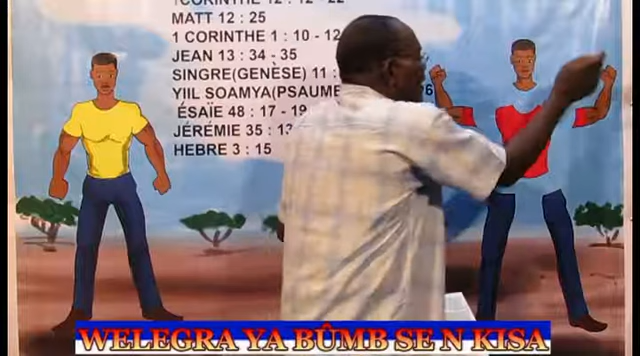 MATT 12 : 25
1 CORINTHE 1 : 10 - 12
JEAN 13 : 34 - 35
SINGRE(GENÈSE) 11 :
YIIL SOAMYA(PSAUME
ÉSAÏE 48 : 17 - 19
JÉRÉMIE 35 : 13
HEBRE 3 : 15
WELEGRA YA BÛMB SE N KISA